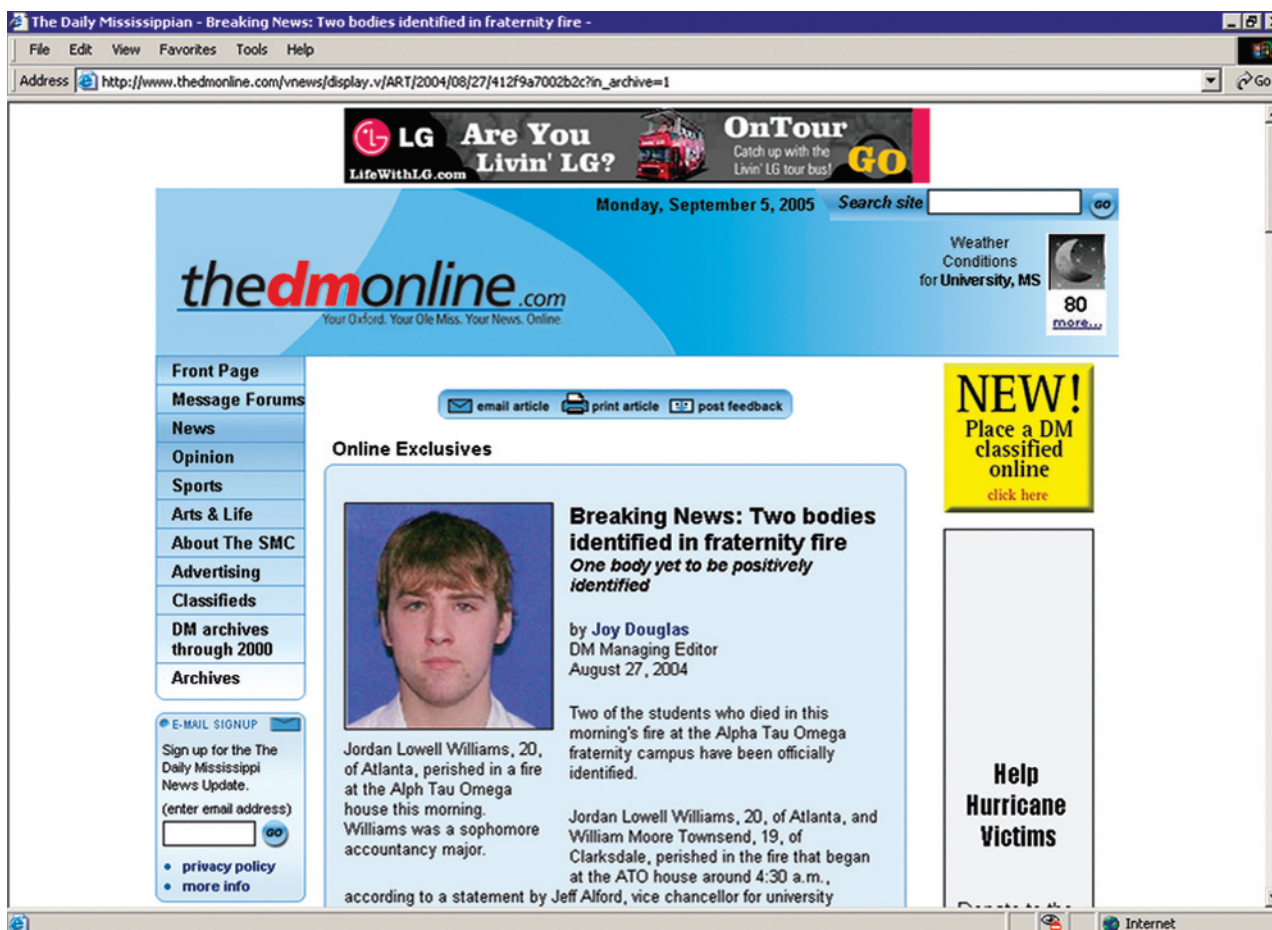 The Daily Mississippian - Breaking News: Two bodies identified in fraternity fire -
File Edit View Favorites Tools Help
Address http://www.thedmonline.com/vnews/display.v/ART/2004/08/27/412f9a7002b2c?in_archive=1 Go
LG Are You Livin' LG?
LifeWithLG.com
OnTour
Catch up with the
Livin' LG tour bus!
GO
Monday, September 5, 2005 Search site GO
thedmonline.com
Your Oxford. Your Ole Miss. Your News. Online.
Weather
Conditions
for University, MS
80
more...
Front Page
Message Forums
News
Opinion
Sports
Arts & Life
About The SMC
Advertising
Classifieds
DM archives
through 2000
Archives
E-MAIL SIGNUP
Sign up for the The
Daily Mississippi
News Update.
(enter email address)
GO
privacy policy
more info
email article print article post feedback
Online Exclusives
Jordan Lowell Williams, 20,
of Atlanta, perished in a fire
at the Alph Tau Omega
house this morning.
Williams was a sophomore
accountancy major.
Breaking News: Two bodies
identified in fraternity fire
One body yet to be positively
identified
by Joy Douglas
DM Managing Editor
August 27, 2004
Two of the students who died in this
morning's fire at the Alpha Tau Omega
fraternity campus have been officially
identified.
Jordan Lowell Williams, 20, of Atlanta, and
William Moore Townsend, 19, of
Clarksdale, perished in the fire that began
at the ATO house around 4:30 a.m.,
according to a statement by Jeff Alford, vice chancellor for university
NEW!
Place a DM
classified
online
click here
Help
Hurricane
Victims
Donate to the
Internet